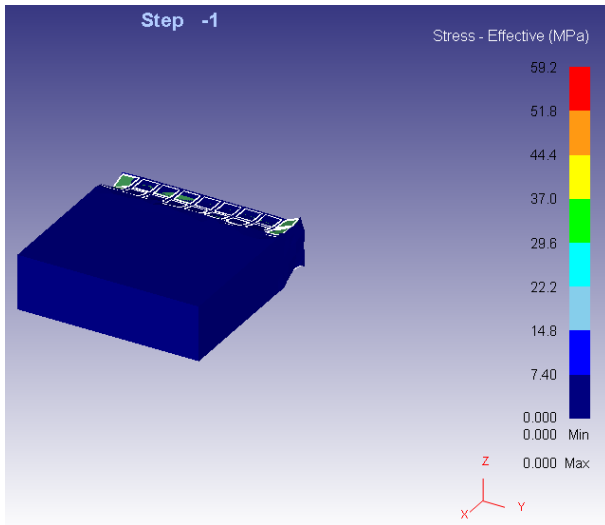 Step -1
Stress - Effective (MPa)
59.2
51.8
44.4
37.0
29.6
22.2
14.8
7.40
0.000
0.000 Min
0.000 Max
Z
X
Y